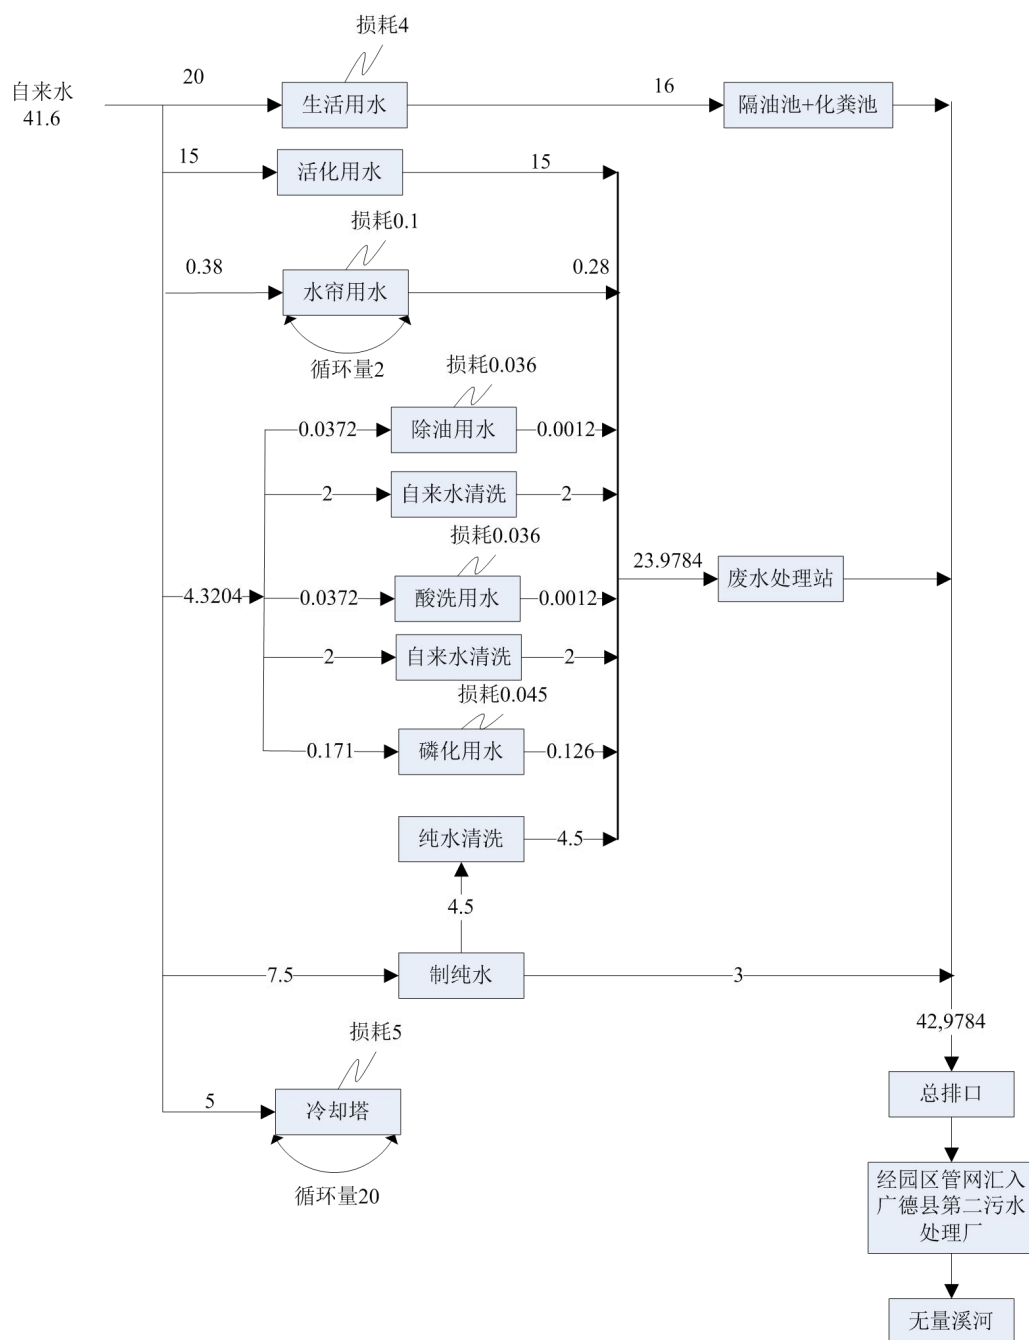 损耗4
自来水
41.6
20
生活用水
16
隔油池+化粪池
15
活化用水
15
损耗0.1
0.38
水帘用水
0.28
循环量2
损耗0.036
0.0372
除油用水
0.0012
2
自来水清洗
2
损耗0.036
4.3204
0.0372
酸洗用水
0.0012
23.9784
废水处理站
2
自来水清洗
2
损耗0.045
0.171
磷化用水
0.126
纯水清洗
4.5
4.5
7.5
制纯水
3
42,9784
损耗5
5
冷却塔
循环量20
总排口
经园区管网汇入
广德县第二污水
处理厂
无量溪河